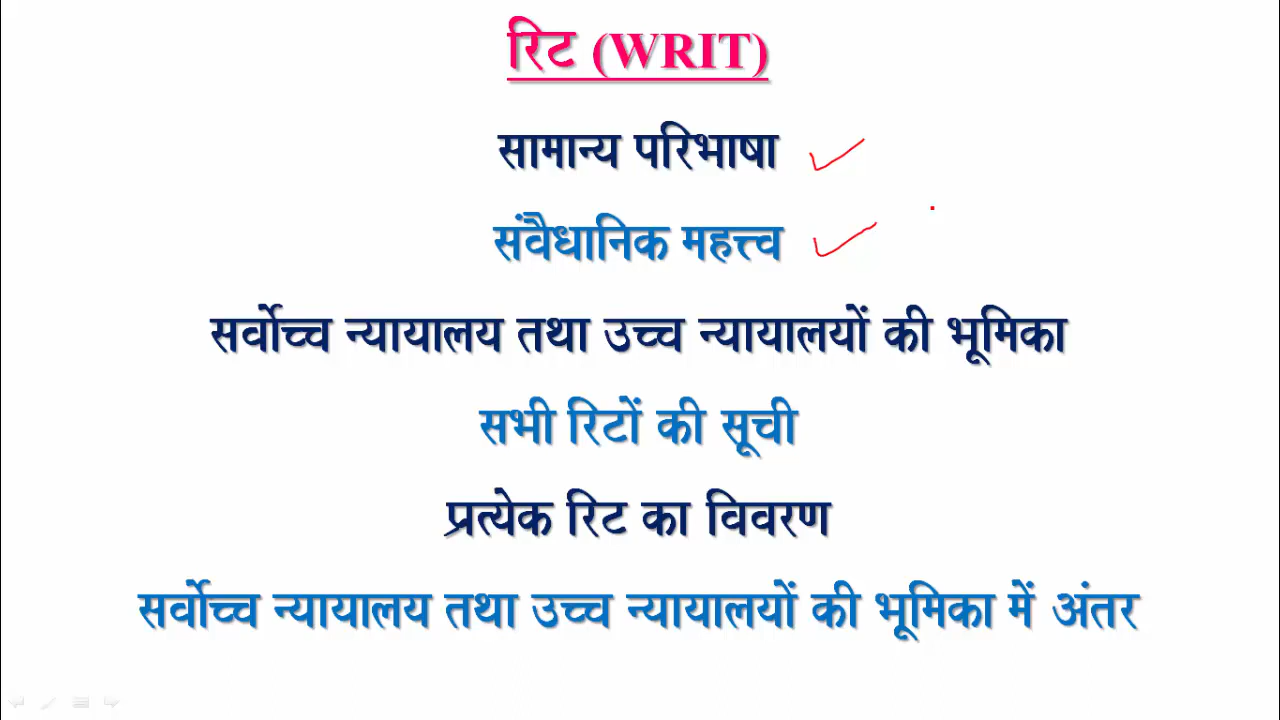 रिट (WRIT)
सामान्य परिभाषा
संवैधानिक महत्त्व
सर्वोच्च न्यायालय तथा उच्च न्यायालयों की भूमिका
सभी रिटों की सूची
प्रत्येक रिट का विवरण
सर्वोच्च न्यायालय तथा उच्च न्यायालयों की भूमिका में अंतर